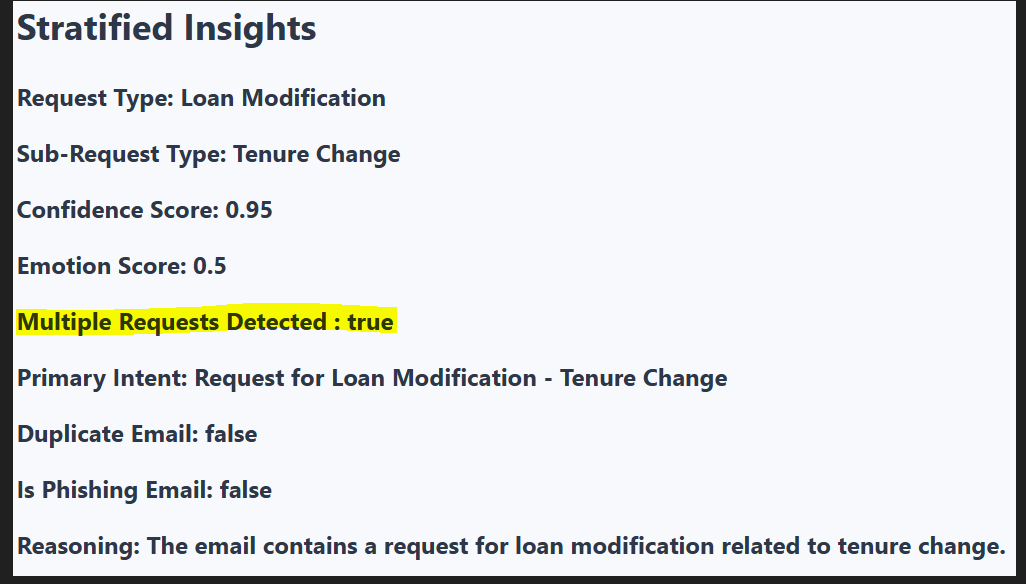 Stratified Insights
Request Type: Loan Modification
Sub-Request Type: Tenure Change
Confidence Score: 0.95
Emotion Score: 0.5
Multiple Requests Detected : true
Primary Intent: Request for Loan Modification - Tenure Change
Duplicate Email: false
Is Phishing Email: false
Reasoning: The email contains a request for loan modification related to tenure change.